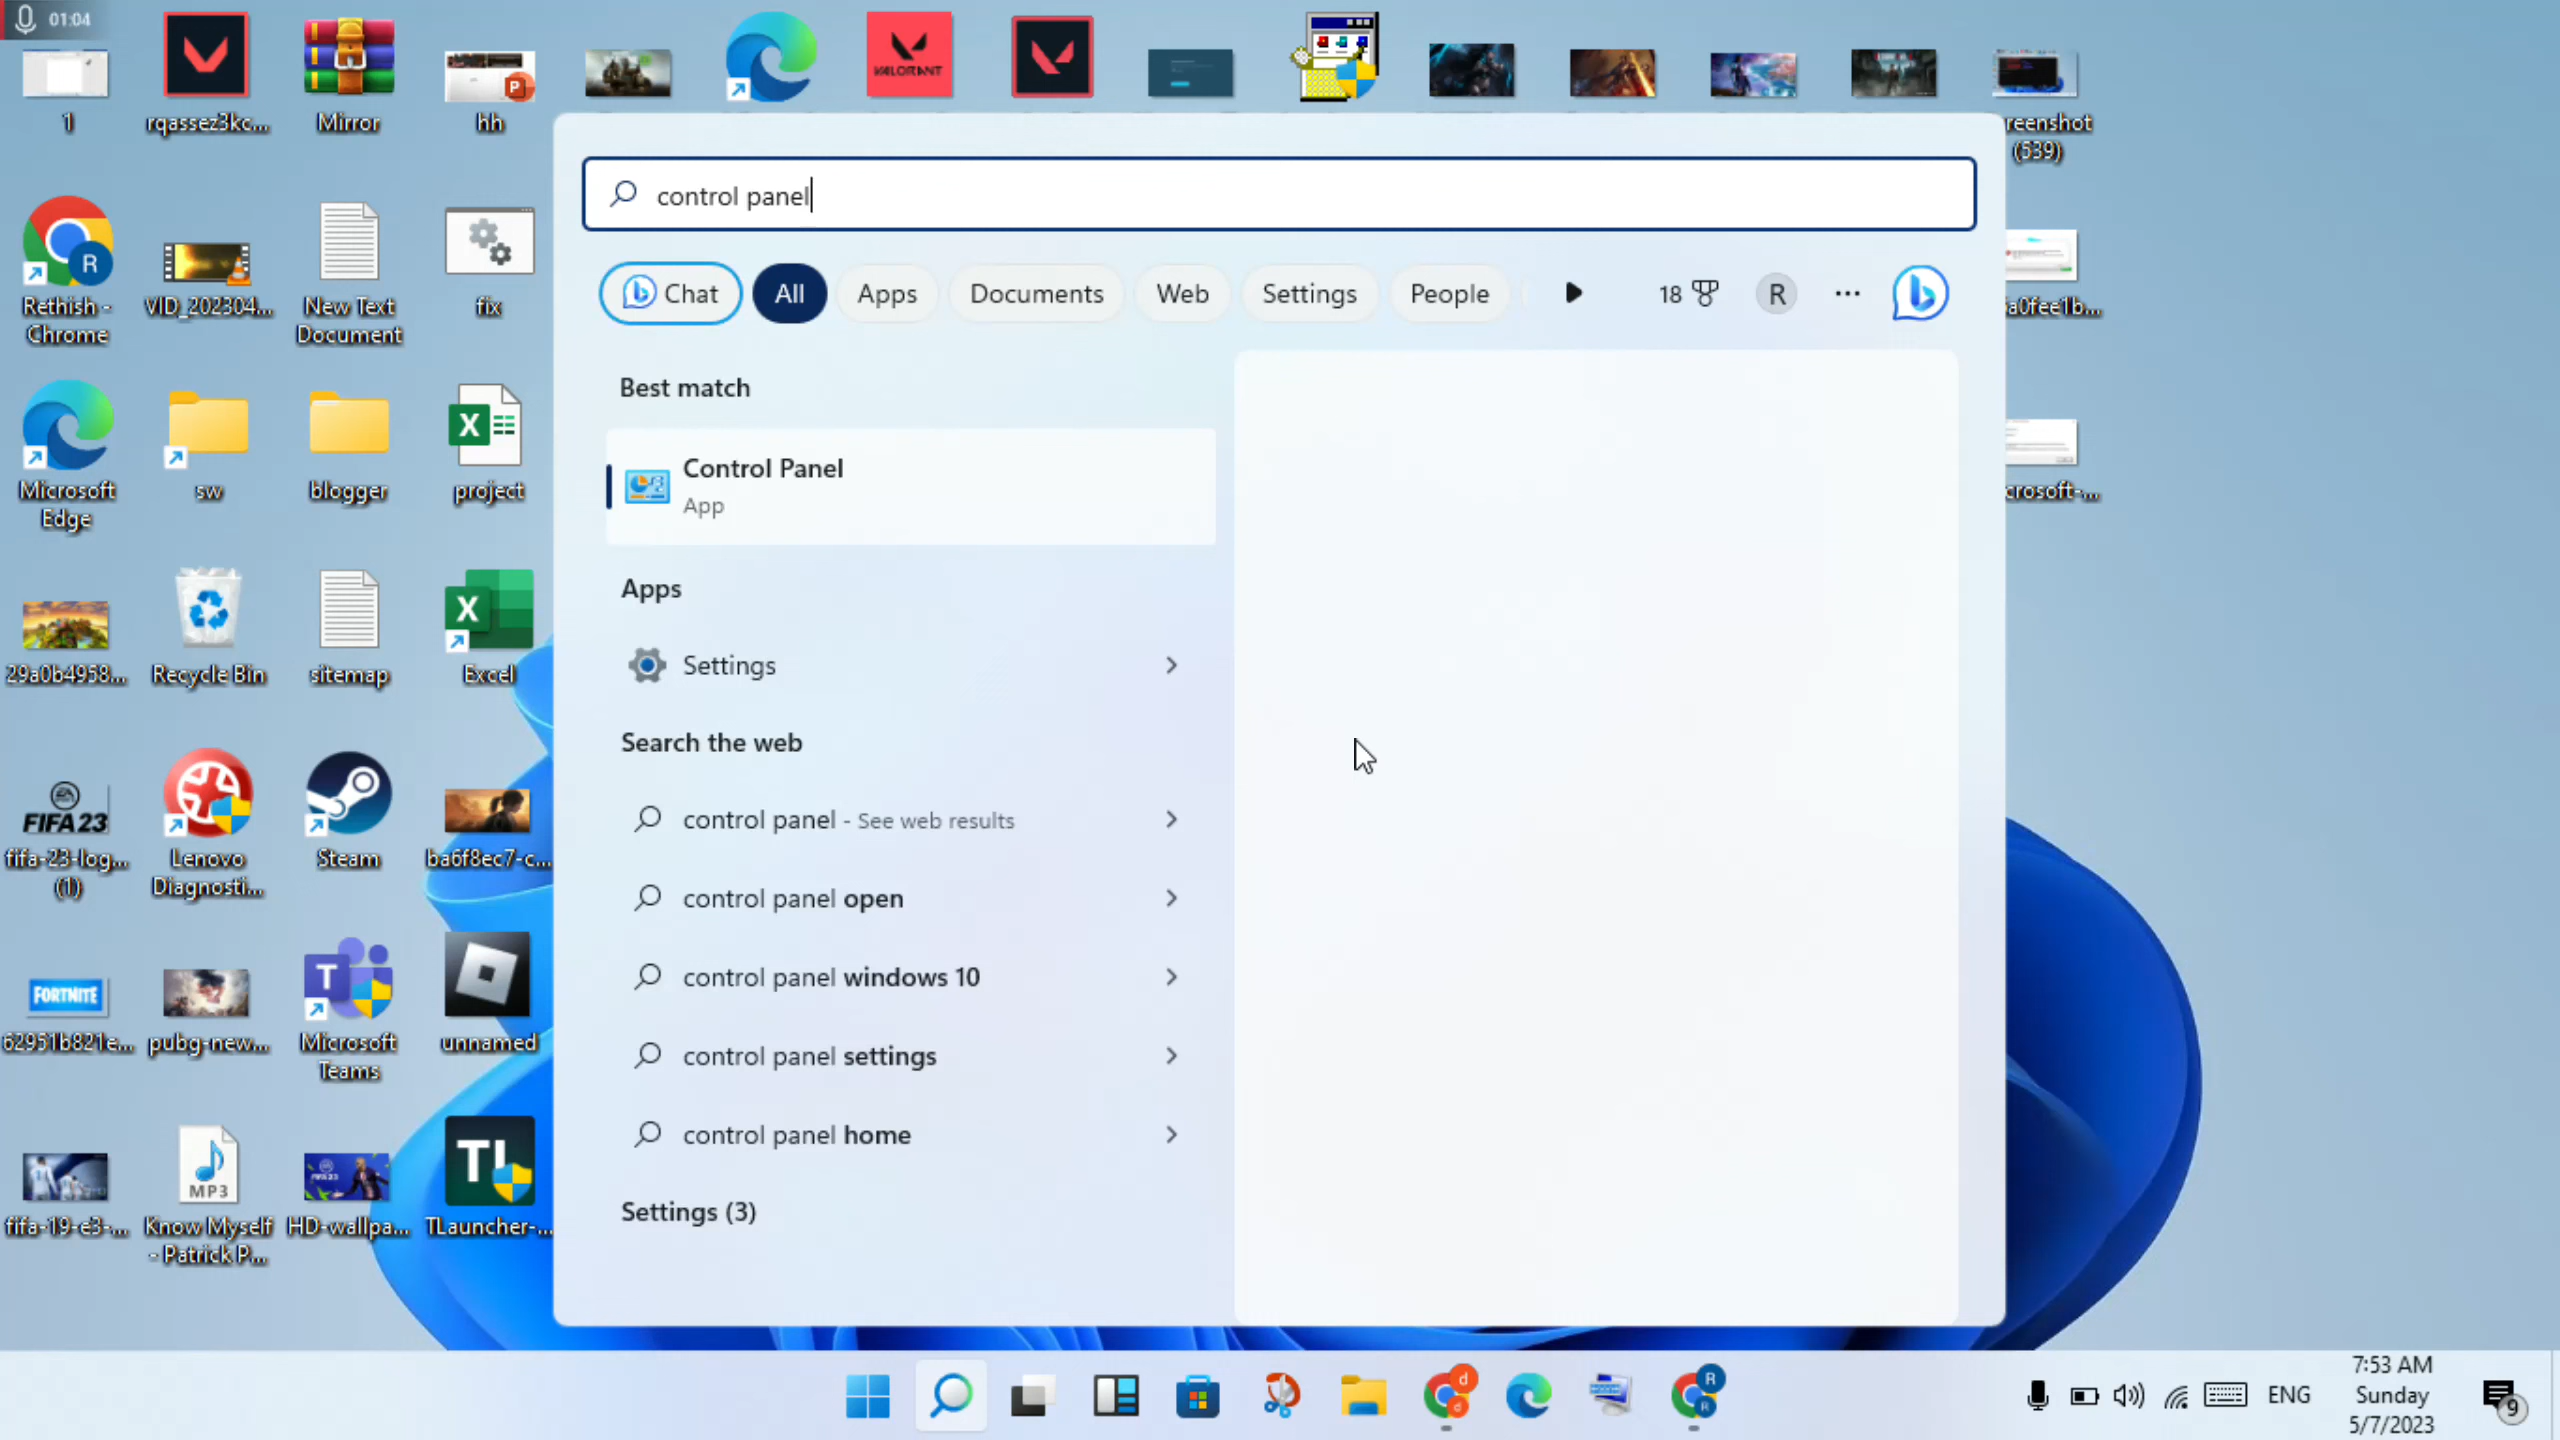 01:04
1
rqassez3kc...
Mirror
hh
VALORANT
reenshot
(539)
control panel
Chat
All
Apps
Documents
Web
Settings
People
18
R
Rethish -
Chrome
VID_202304...
New Text
Document
fix
a0fee1b...
Best match
Control Panel
App
Microsoft
Edge
sw
blogger
project
crosoft-...
Apps
Settings
29a0b4958...
Recycle Bin
sitemap
Excel
Search the web
control panel - See web results
control panel open
control panel windows 10
control panel settings
control panel home
Settings (3)
FIFA 23
fifa-23-log...
(1)
Lenovo
Diagnosti...
Steam
ba6f8ec7-c...
FORTNITE
62951b821e...
pubg-new...
Microsoft
Teams
unnamed
MP3
TL
fifa-19-e3-...
Know Myself
- Patrick P...
HD-wallpa...
TLauncher-...
ENG
7:53 AM
Sunday
5/7/2023
9